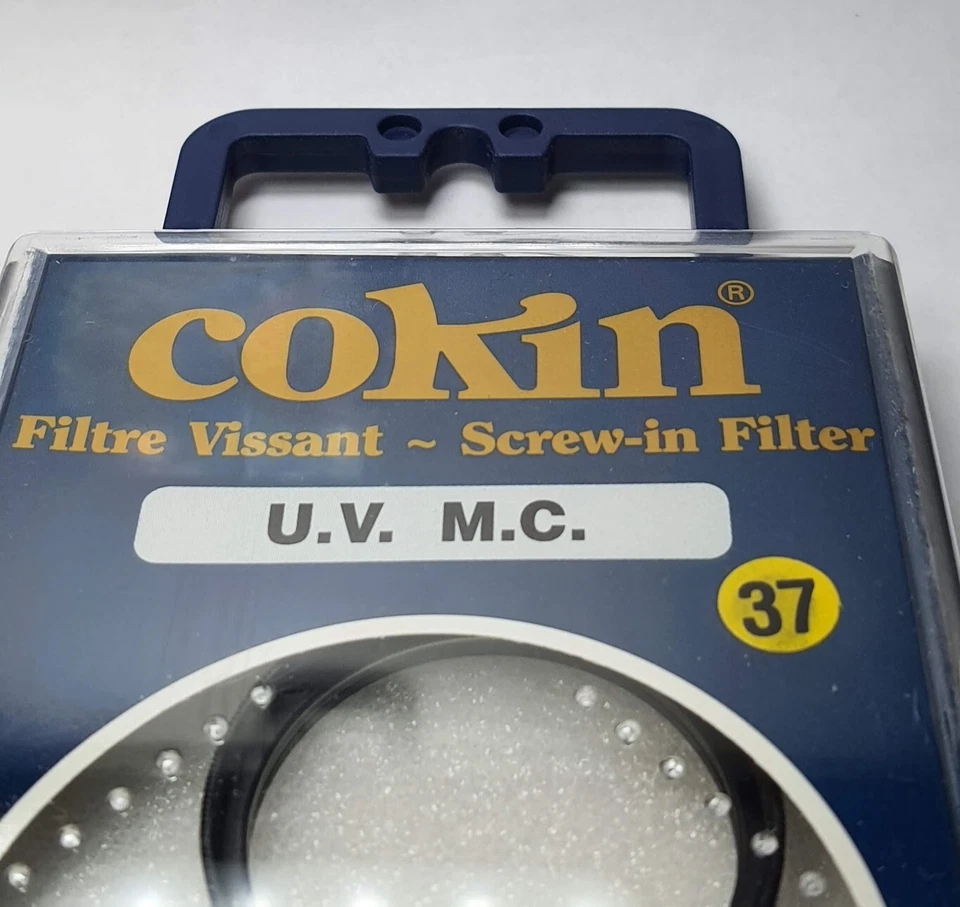 cokin®
Filtre Vissant ~ Screw-in Filter
U.V. M.C.
37